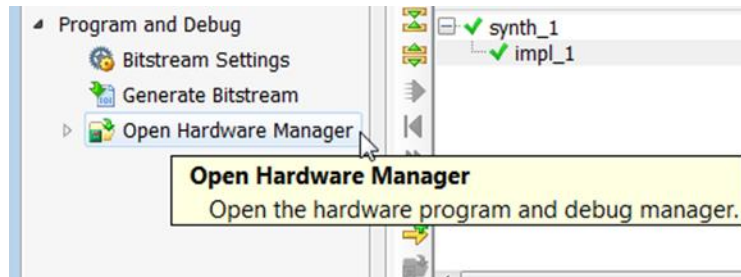 Program and Debug
Bitstream Settings
Generate Bitstream
Open Hardware Manager
synth_1
impl_1
Open Hardware Manager
Open the hardware program and debug manager.